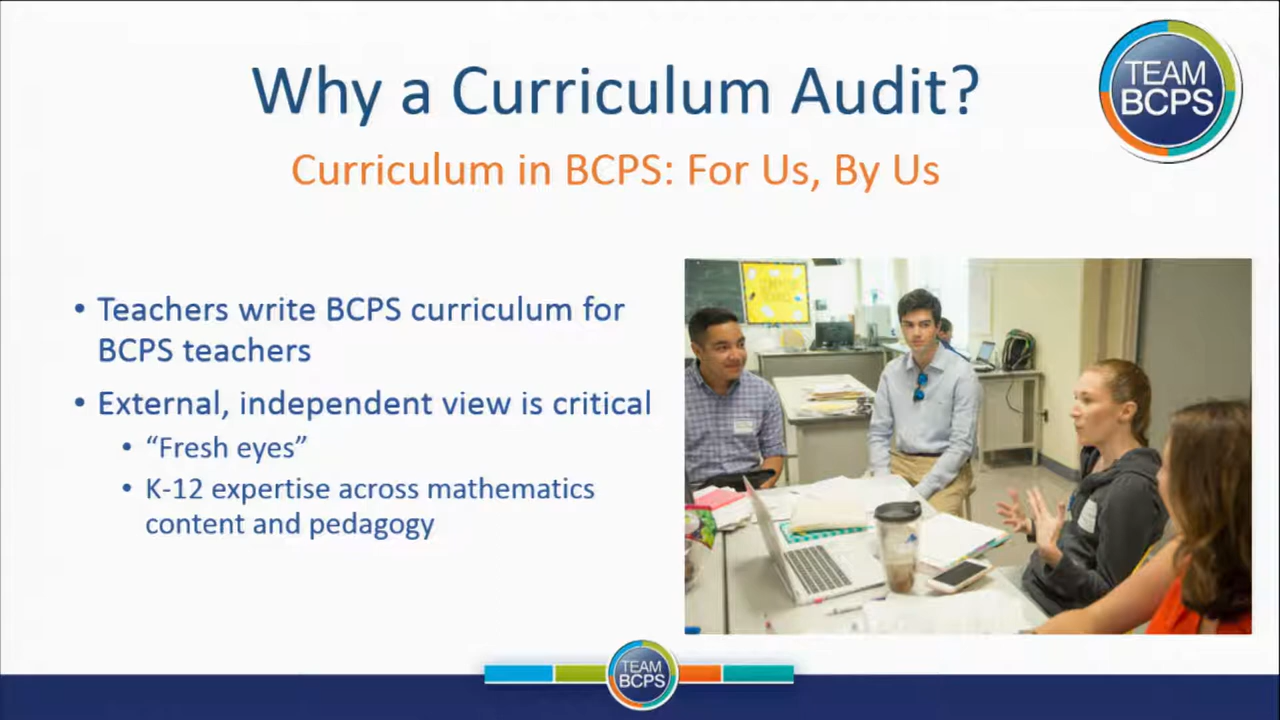 Why a Curriculum Audit?
TEAM
BCPS
Curriculum in BCPS: For Us, By Us
• Teachers write BCPS curriculum for
BCPS teachers
• External, independent view is critical
• “Fresh eyes”
• K-12 expertise across mathematics
content and pedagogy
TEAM
BCPS